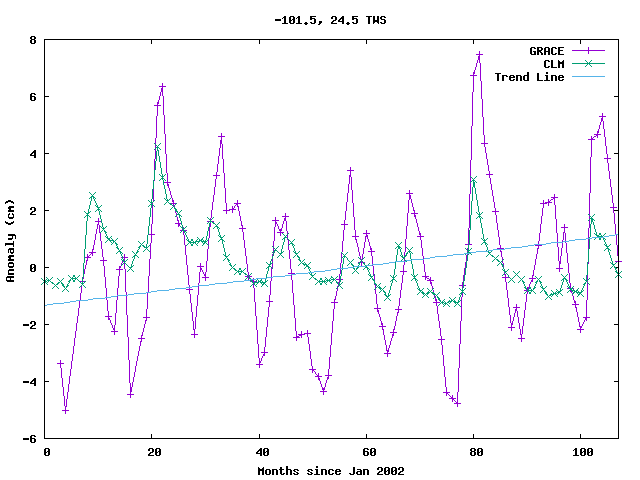 -101.5, 24.5 TWS
GRACE
CLM
Trend Line
8
6
4
2
0
-2
-4
-6
Anomaly (cm)
0 20 40 60 80 100
Months since Jan 2002